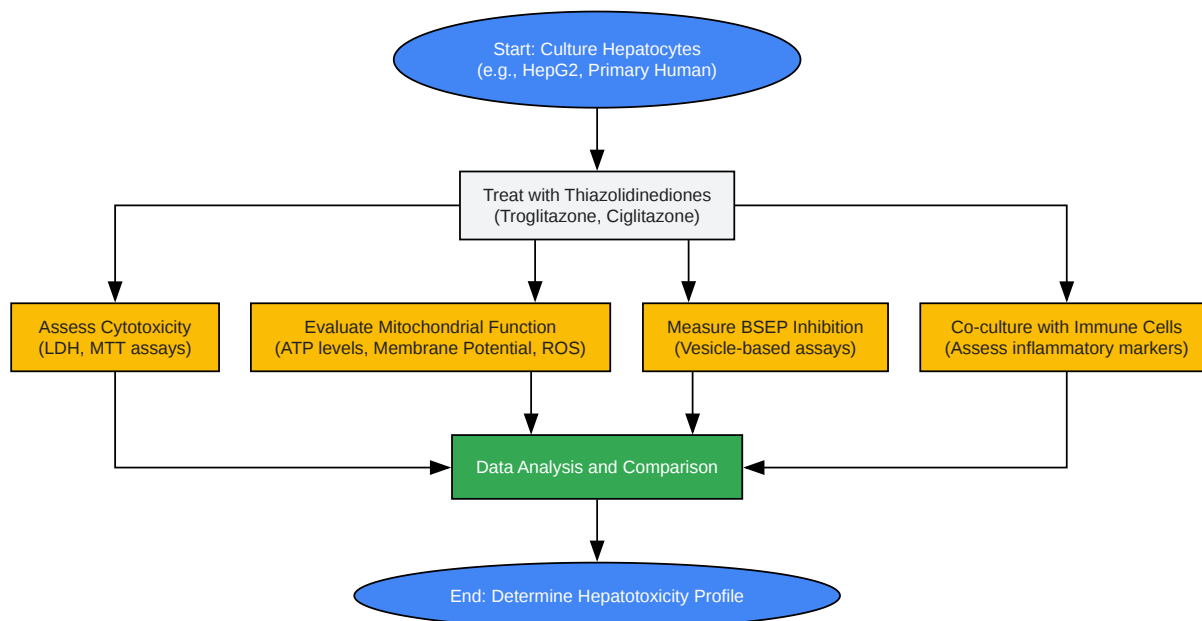 Start: Culture Hepatocytes
(e.g., HepG2, Primary Human)
Treat with Thiazolidinediones
(Troglitazone, Ciglitazone)
Assess Cytotoxicity
(LDH, MTT assays)
Evaluate Mitochondrial Function
(ATP levels, Membrane Potential, ROS)
Measure BSEP Inhibition
(Vesicle-based assays)
Co-culture with Immune Cells
(Assess inflammatory markers)
Data Analysis and Comparison
End: Determine Hepatotoxicity Profile